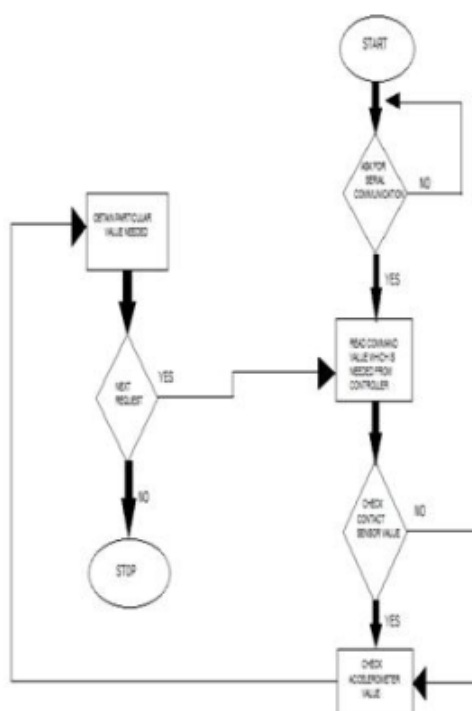 START
ASK FOR
SERIAL
COMMUNICATION
NO
YES
READ COMMAND
VALUE WHICH IS
NEEDED FROM
CONTROLLER
CHECK
CONTACT
SENSOR VALUE
NO
YES
CHECK
ACCELEROMETER
VALUE
OBTAIN PARTICULAR
VALUE NEEDED
NEXT
REQUEST
YES
NO
STOP